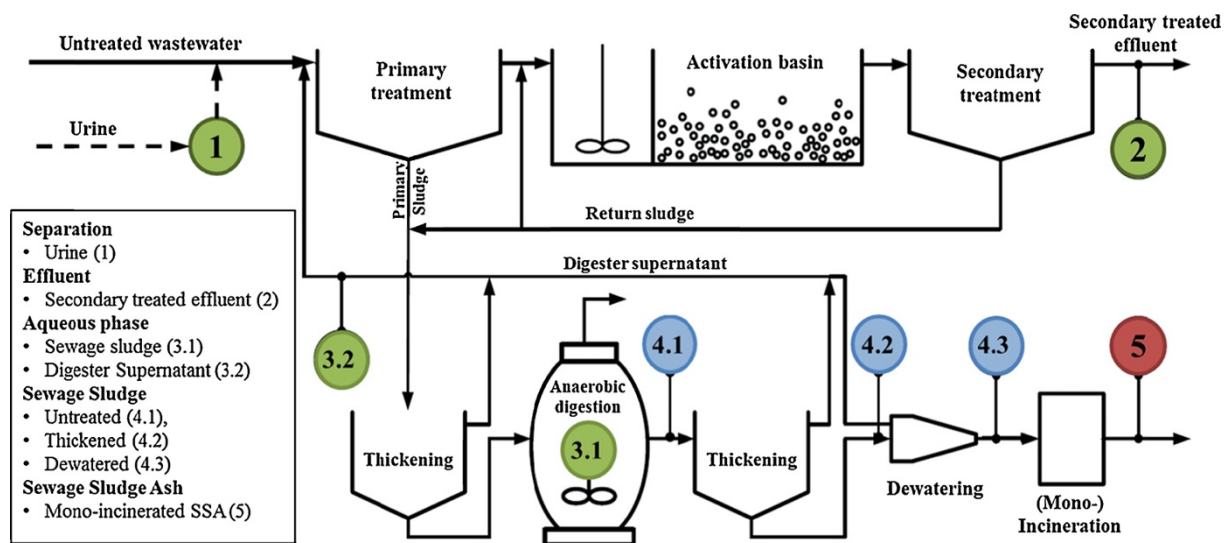 Untreated wastewater
Urine
1
Primary
treatment
Activation basin
Secondary
treatment
Secondary treated
effluent
2
Primary
Sludge
Return sludge
Digester supernatant
Separation
• Urine (1)
Effluent
• Secondary treated effluent (2)
Aqueous phase
• Sewage sludge (3.1)
• Digester Supernatant (3.2)
Sewage Sludge
• Untreated (4.1),
• Thickened (4.2)
• Dewatered (4.3)
Sewage Sludge Ash
• Mono-incinerated SSA (5)
3.2
Thickening
Anaerobic
digestion
3.1
4.1
Thickening
4.2
4.3
Dewatering
5
(Mono-)
Incineration